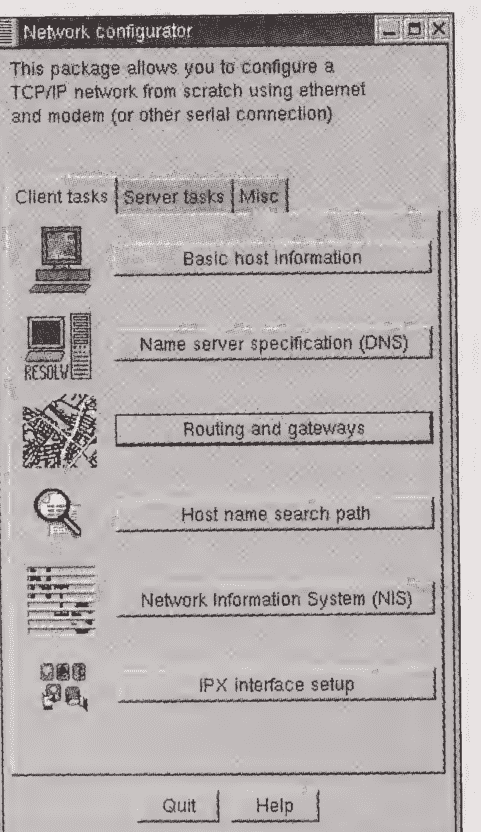 Network configurator
This package allows you to configure a
TCP/IP network from scratch using ethernet
and modem (or other serial connection)
Client tasks Server tasks Misc
Basic host information
Name server specification (DNS)
RESOLV
Routing and gateways
Host name search path
Network Information System (NIS)
IPX interface setup
Quit Help